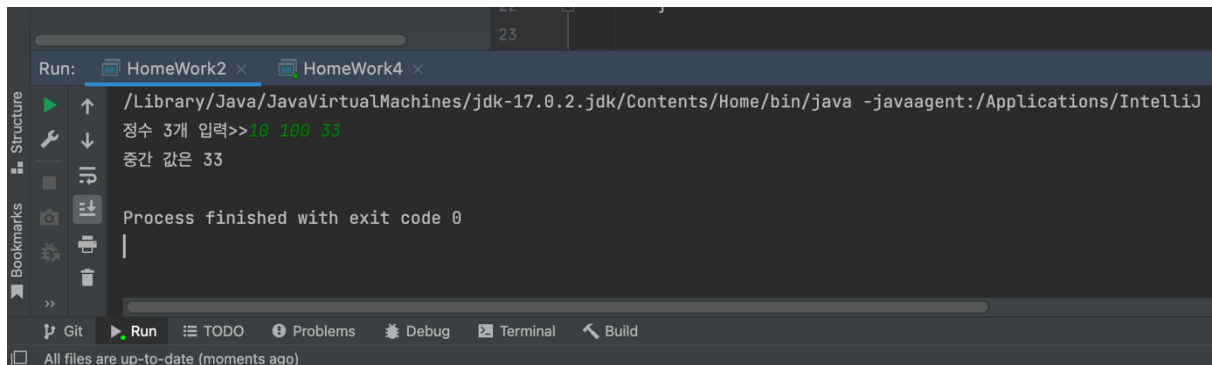 23
Run: HomeWork2 × HomeWork4 ×
/Library/Java/JavaVirtualMachines/jdk-17.0.2.jdk/Contents/Home/bin/java -javaagent:/Applications/IntelliJ
정수 3개 입력>>10 100 33
중간 값은 33
Process finished with exit code 0
Structure
Bookmarks
Git Run TODO Problems Debug Terminal Build
All files are up-to-date (moments ago)